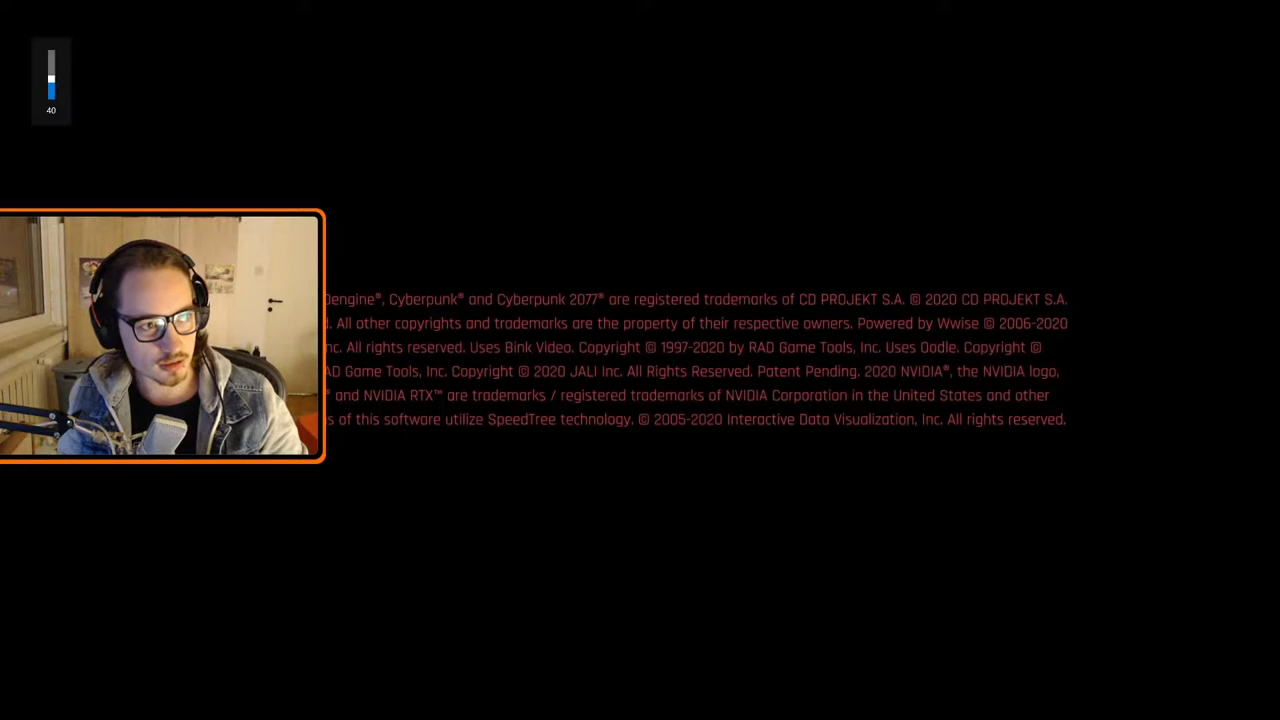 40
, Cyberpunk® and Cyberpunk 2077® are registered trademarks of CD PROJEKT S.A. © 2020 CD PROJEKT S.A.
All other copyrights and trademarks are the property of their respective owners. Powered by Wwise © 2006-2020
All rights reserved. Uses Bink Video. Copyright © 1997-2020 by RAD Game Tools, Inc. Uses Oodle. Copyright ©
Game Tools, Inc. Copyright © 2020 JALI Inc. All Rights Reserved. Patent Pending. 2020 NVIDIA®, the NVIDIA logo,
and NVIDIA RTX™ are trademarks / registered trademarks of NVIDIA Corporation in the United States and other
of this software utilize SpeedTree technology. © 2005-2020 Interactive Data Visualization, Inc. All rights reserved.